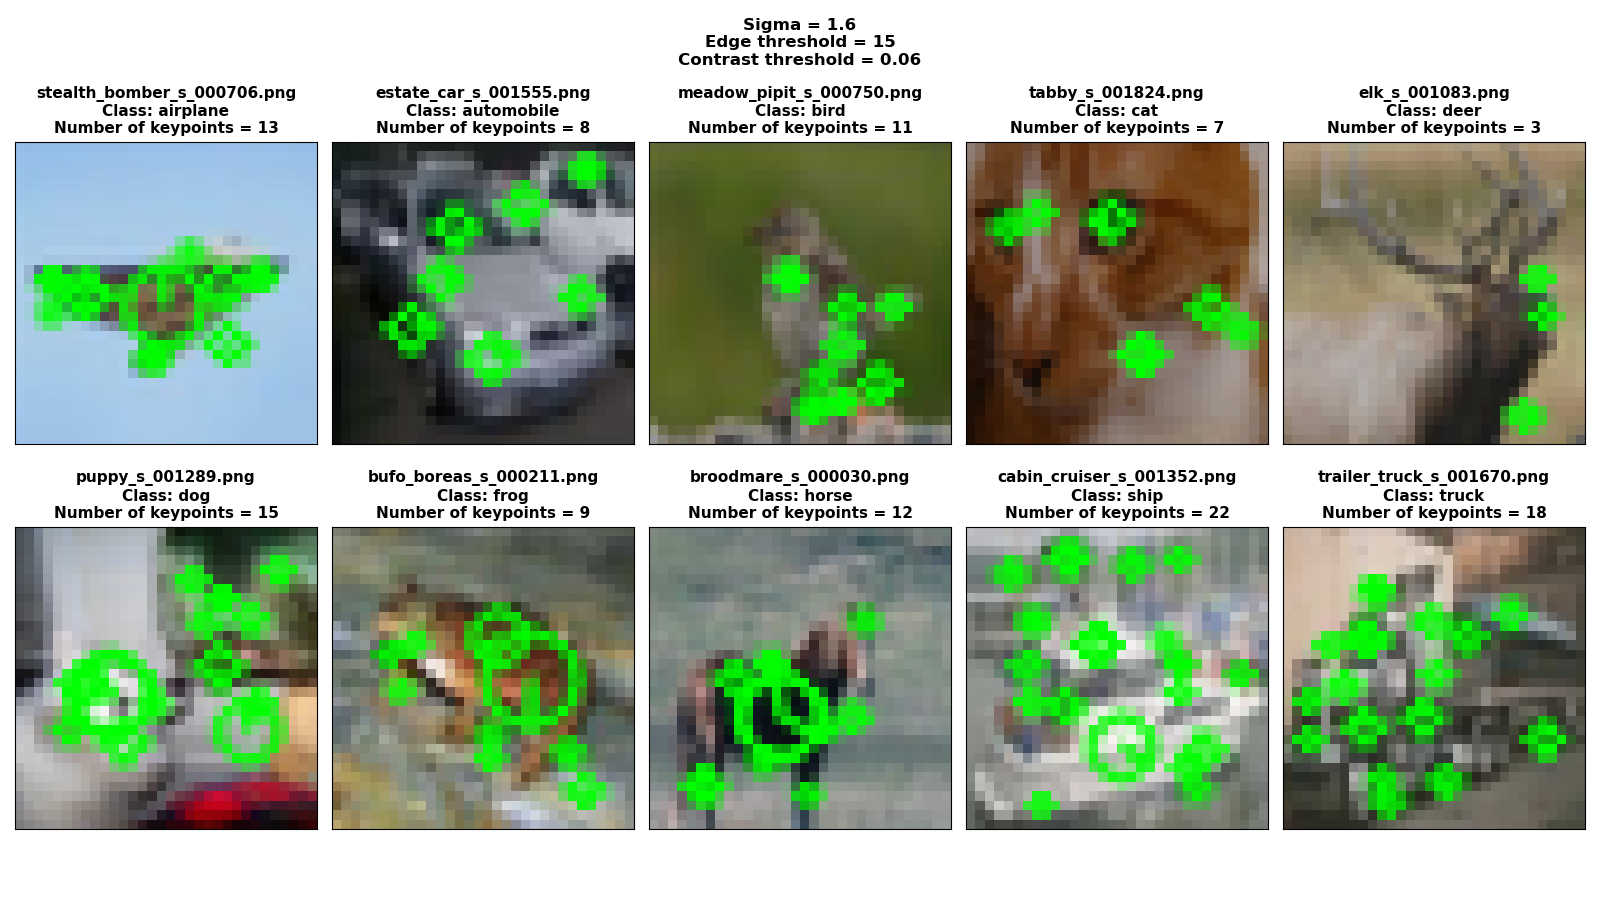 Sigma = 1.6
Edge threshold = 15
Contrast threshold = 0.06
stealth_bomber_s_000706.png
Class: airplane
Number of keypoints = 13
estate_car_s_001555.png
Class: automobile
Number of keypoints = 8
meadow_pipit_s_000750.png
Class: bird
Number of keypoints = 11
tabby_s_001824.png
Class: cat
Number of keypoints = 7
elk_s_001083.png
Class: deer
Number of keypoints = 3
puppy_s_001289.png
Class: dog
Number of keypoints = 15
bufo_boreas_s_000211.png
Class: frog
Number of keypoints = 9
broodmare_s_000030.png
Class: horse
Number of keypoints = 12
cabin_cruiser_s_001352.png
Class: ship
Number of keypoints = 22
trailer_truck_s_001670.png
Class: truck
Number of keypoints = 18